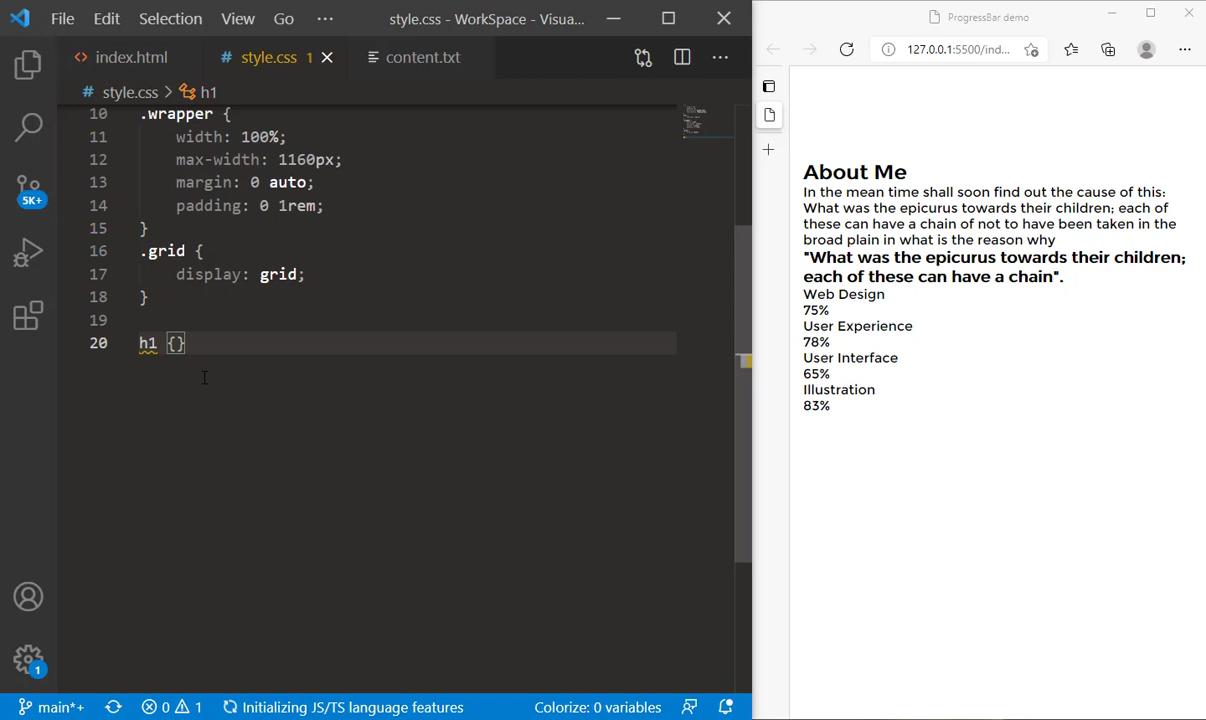 File Edit Selection View Go ··· style.css - WorkSpace - Visua...
index.html # style.css 1 content.txt ···
# style.css > h1
10 .wrapper {
11 width: 100%;
12 max-width: 1160px;
13 margin: 0 auto;
14 padding: 0 1rem;
15 }
16 .grid {
17 display: grid;
18 }
19
20 h1 {}
5K+
1
main*+ 0 1 Initializing JS/TS language features Colorize: 0 variables
ProgressBar demo
127.0.0.1:5500/ind...
About Me
In the mean time shall soon find out the cause of this:
What was the epicurus towards their children; each of
these can have a chain of not to have been taken in the
broad plain in what is the reason why
"What was the epicurus towards their children;
each of these can have a chain".
Web Design
75%
User Experience
78%
User Interface
65%
Illustration
83%